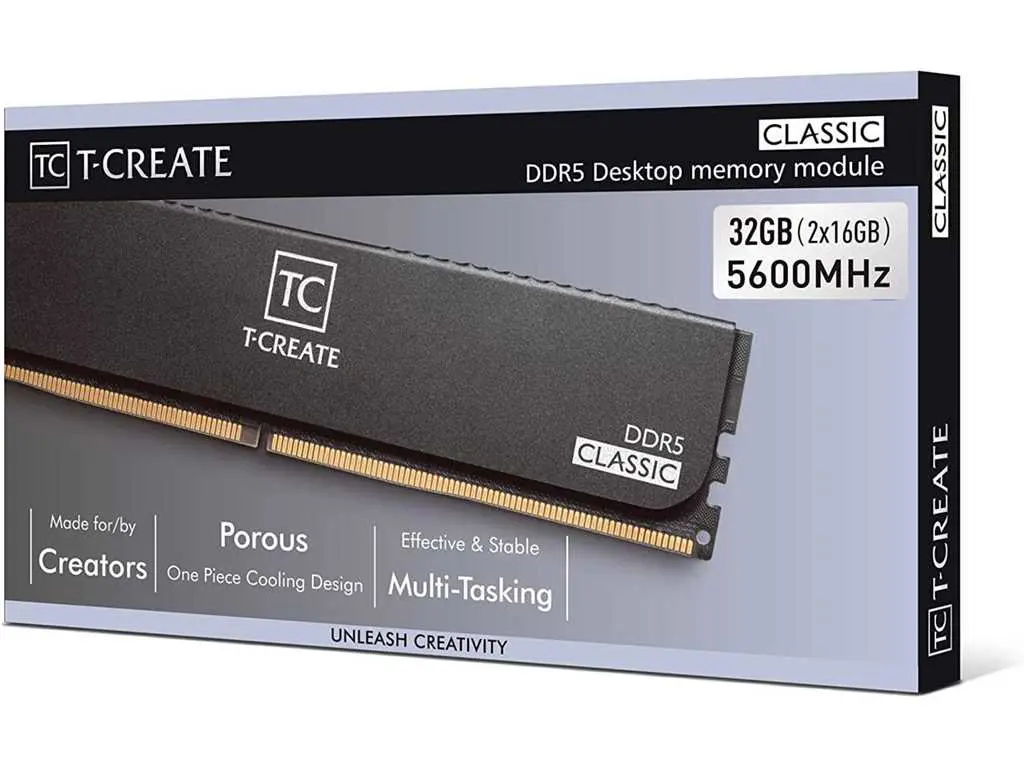 TC T-CREATE
CLASSIC
DDR5 Desktop memory module
32GB (2x16GB)
5600MHz
TC
T-CREATE
DDR5
CLASSIC
Made for/by
Creators
Porous
One Piece Cooling Design
Effective & Stable
Multi-Tasking
UNLEASH CREATIVITY
CLASSIC
TC T-CREATE